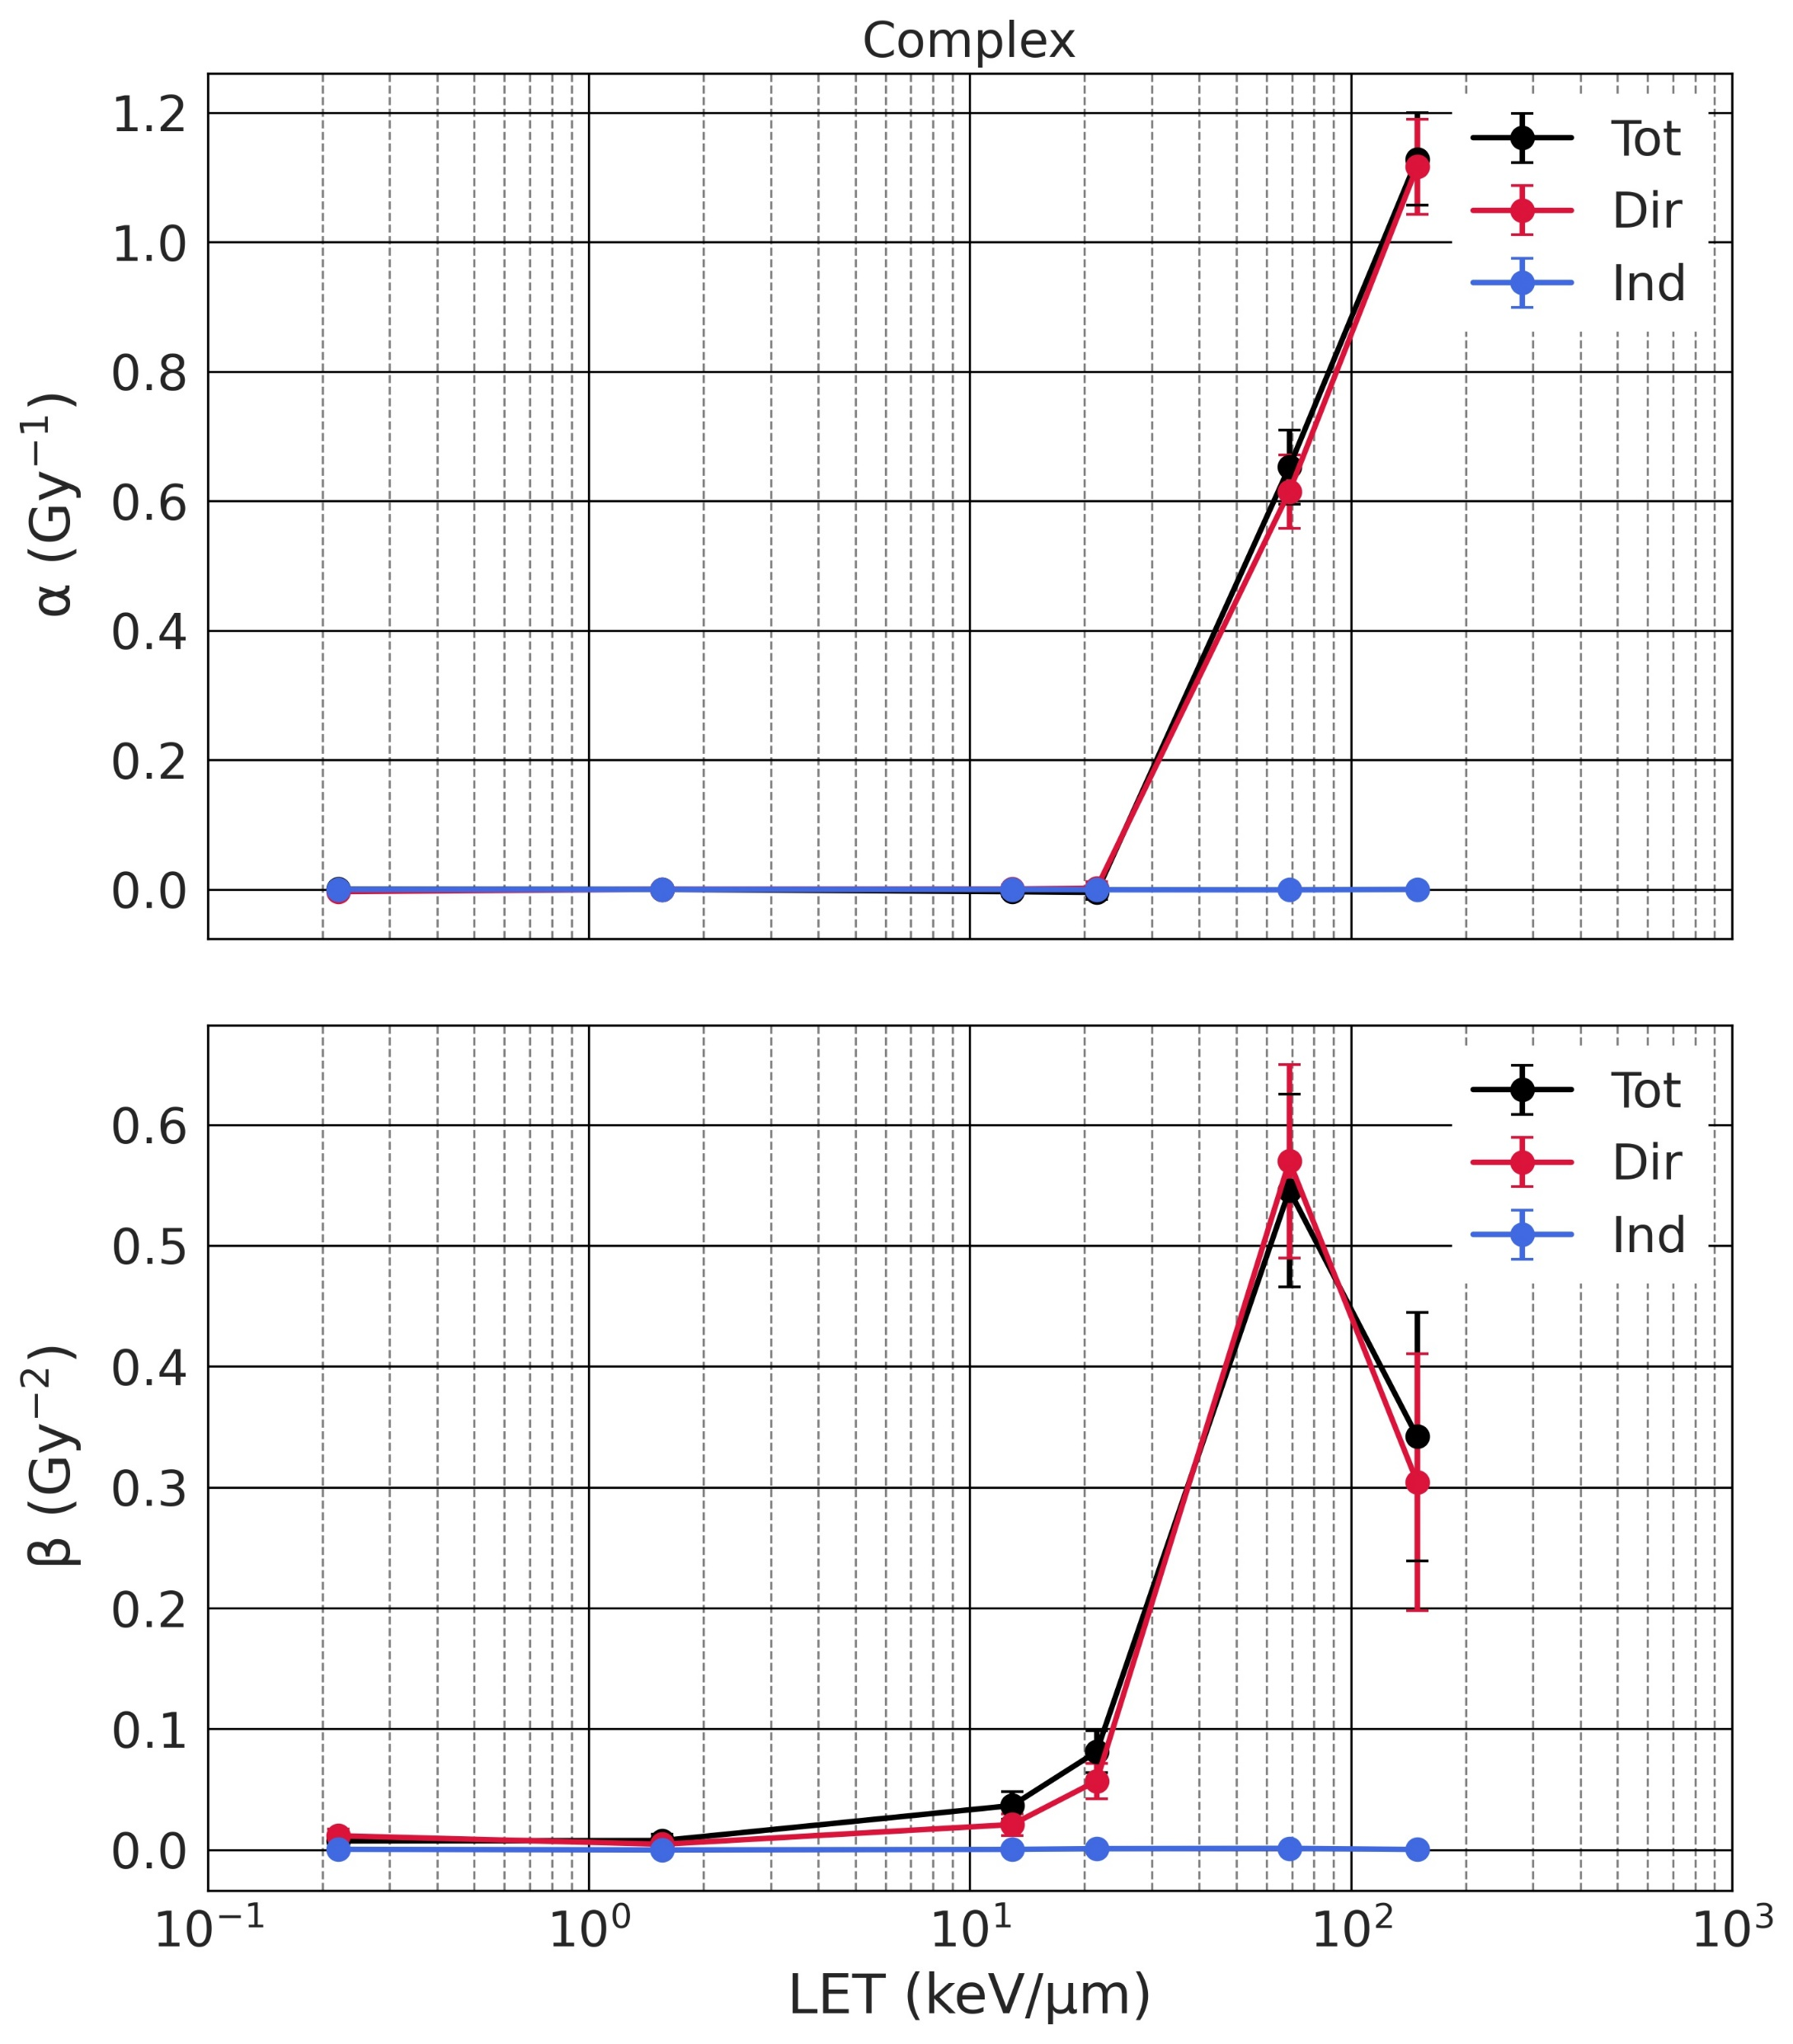 Complex
1.2
1.0
0.8
0.6
0.4
0.2
0.0
α (Gy⁻¹)
Tot
Dir
Ind
0.6
0.5
0.4
0.3
0.2
0.1
0.0
β (Gy⁻²)
Tot
Dir
Ind
10⁻¹ 10⁰ 10¹ 10² 10³
LET (keV/μm)